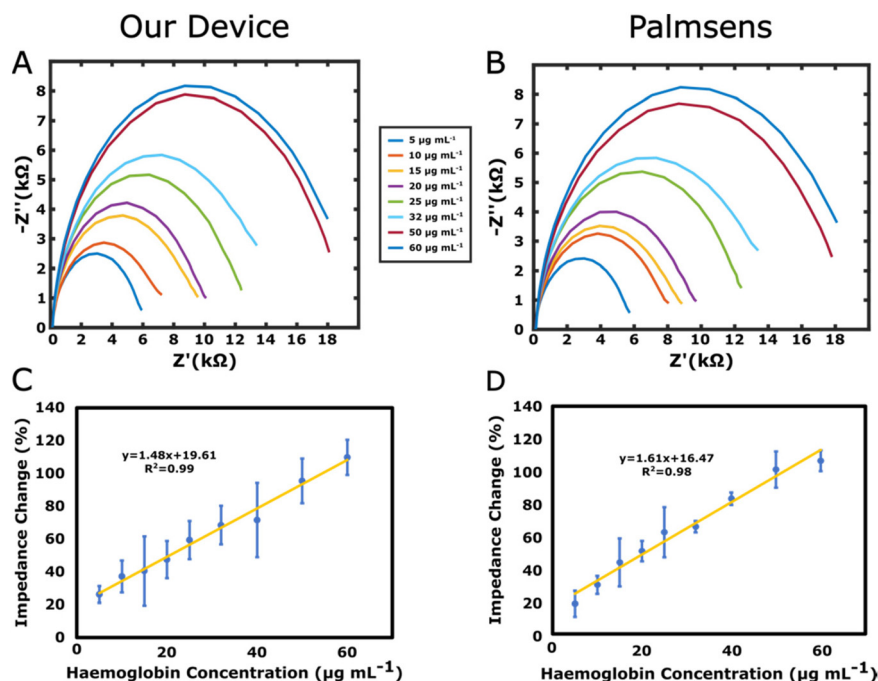 Our Device
Palmsens
A
-Z''(kΩ)
8
7
6
5
4
3
2
1
0
0 2 4 6 8 10 12 14 16 18
Z'(kΩ)
5 µg mL⁻¹
10 µg mL⁻¹
15 µg mL⁻¹
20 µg mL⁻¹
25 µg mL⁻¹
32 µg mL⁻¹
50 µg mL⁻¹
60 µg mL⁻¹
B
-Z''(kΩ)
8
7
6
5
4
3
2
1
0
0 2 4 6 8 10 12 14 16 18
Z'(kΩ)
C
Impedance Change (%)
140
120
100
80
60
40
20
0
y=1.48x+19.61
R²=0.99
0 20 40 60
Haemoglobin Concentration (µg mL⁻¹)
D
Impedance Change (%)
140
120
100
80
60
40
20
0
y=1.61x+16.47
R²=0.98
0 20 40 60
Haemoglobin Concentration (µg mL⁻¹)